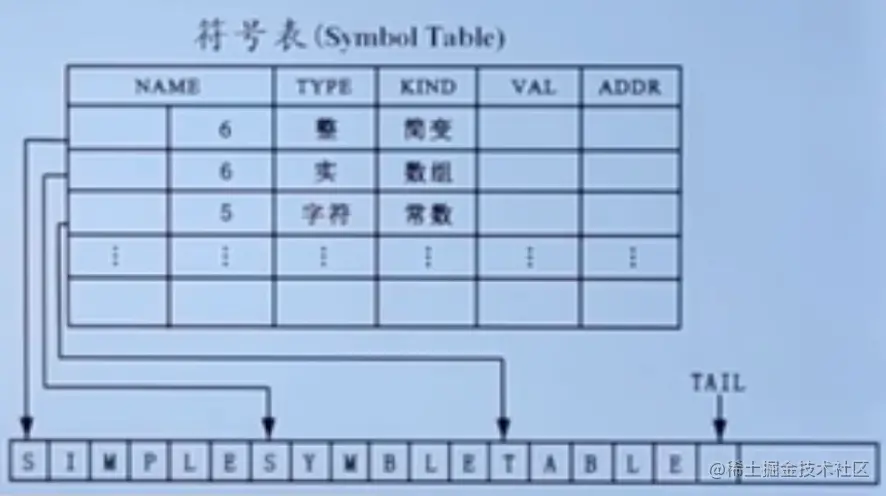 符号表(Symbol Table)
NAME TYPE KIND VAL ADDR
6 整 简变
6 实 数组
5 字符 常数
⋮ ⋮ ⋮ ⋮ ⋮ ⋮
TAIL
S I M P L E S Y M B L E T A B L E
@稀土掘金技术社区